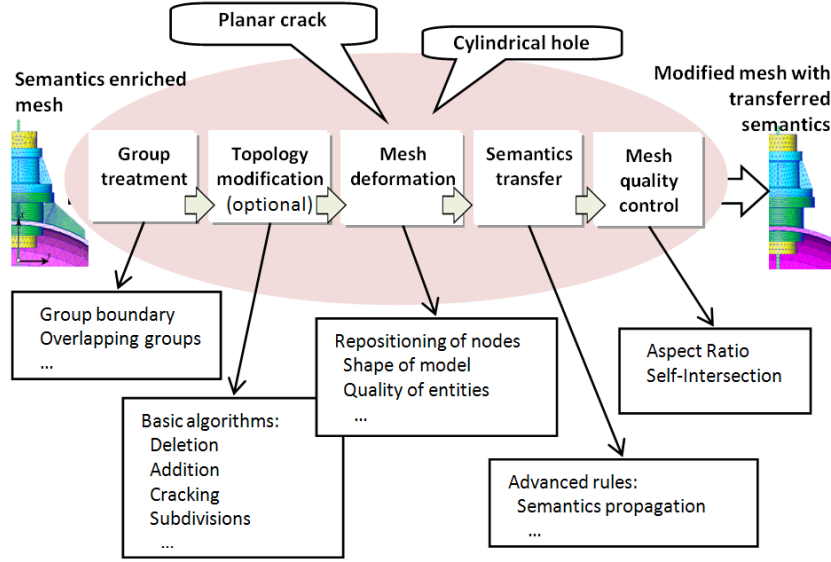 Planar crack
Cylindrical hole
Semantics enriched
mesh
Modified mesh with
transferred
semantics
Group
treatment
Topology
modification
(optional)
Mesh
deformation
Semantics
transfer
Mesh
quality
control
Group boundary
Overlapping groups
...
Repositioning of nodes
Shape of model
Quality of entities
...
Aspect Ratio
Self-Intersection
Basic algorithms:
Deletion
Addition
Cracking
Subdivisions
...
Advanced rules:
Semantics propagation
...